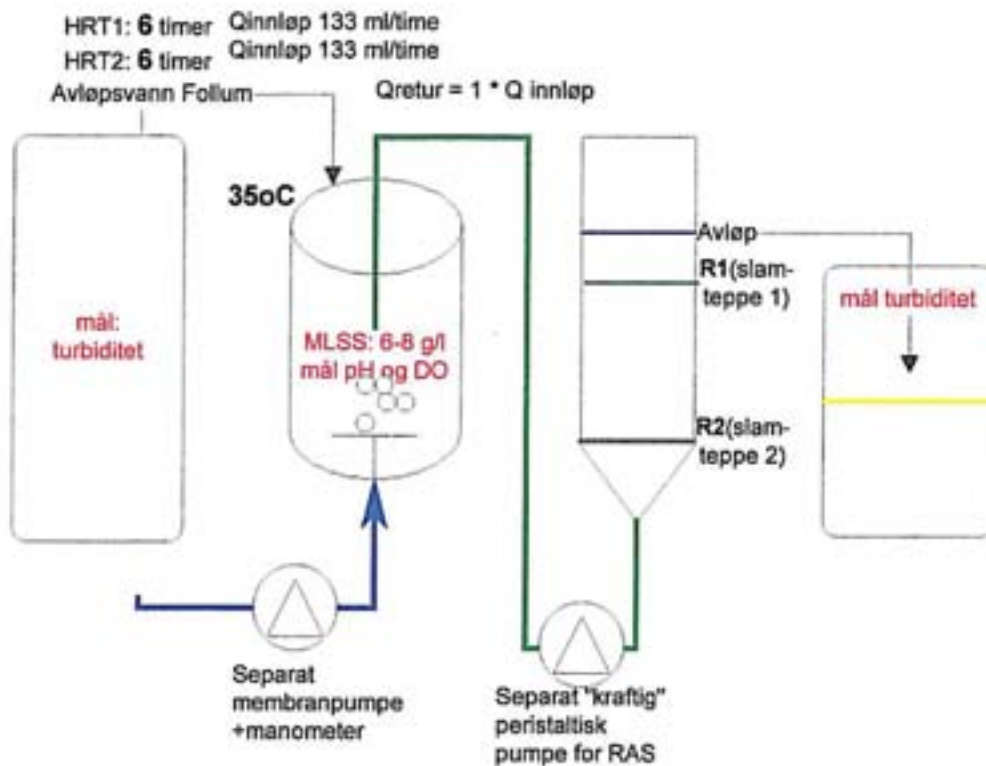 HRT1: 6 timer Qinnløp 133 ml/time
HRT2: 6 timer Qinnløp 133 ml/time
Avløpsvann Follum
Qretur = 1 * Q innløp
35oC
Avløp
R1(slam-
teppe 1)
mål:
turbiditet
MLSS: 6-8 g/l
mål pH og DO
mål turbiditet
R2(slam-
teppe 2)
Separat
membranpumpe
+manometer
Separat "kraftig"
peristaltisk
pumpe for RAS